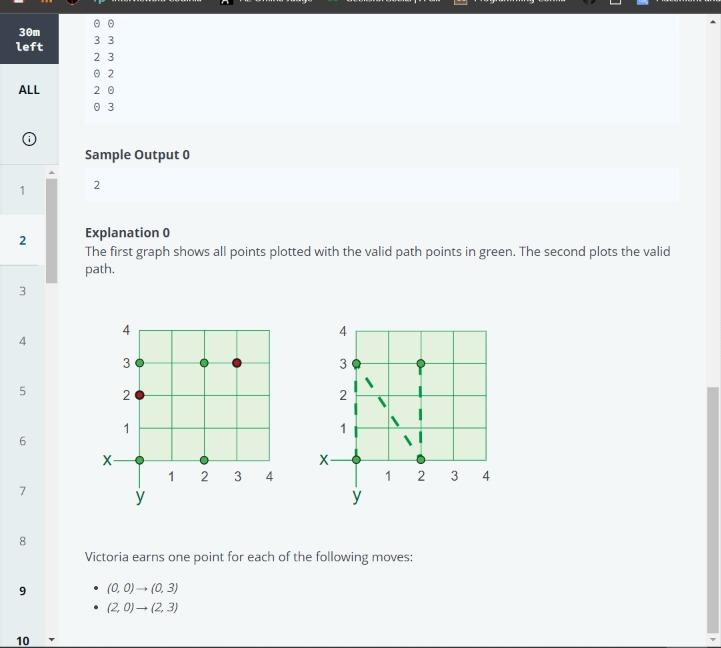 30m
left
ALL
1
2
3
4
5
6
7
8
9
10
0 0
3 3
2 3
0 2
2 0
0 3
Sample Output 0
2
Explanation 0
The first graph shows all points plotted with the valid path points in green. The second plots the valid
path.
4
3
2
1
x
1 2 3 4
y
4
3
2
1
x
1 2 3 4
y
Victoria earns one point for each of the following moves:
• (0, 0)→ (0, 3)
• (2, 0)→ (2, 3)